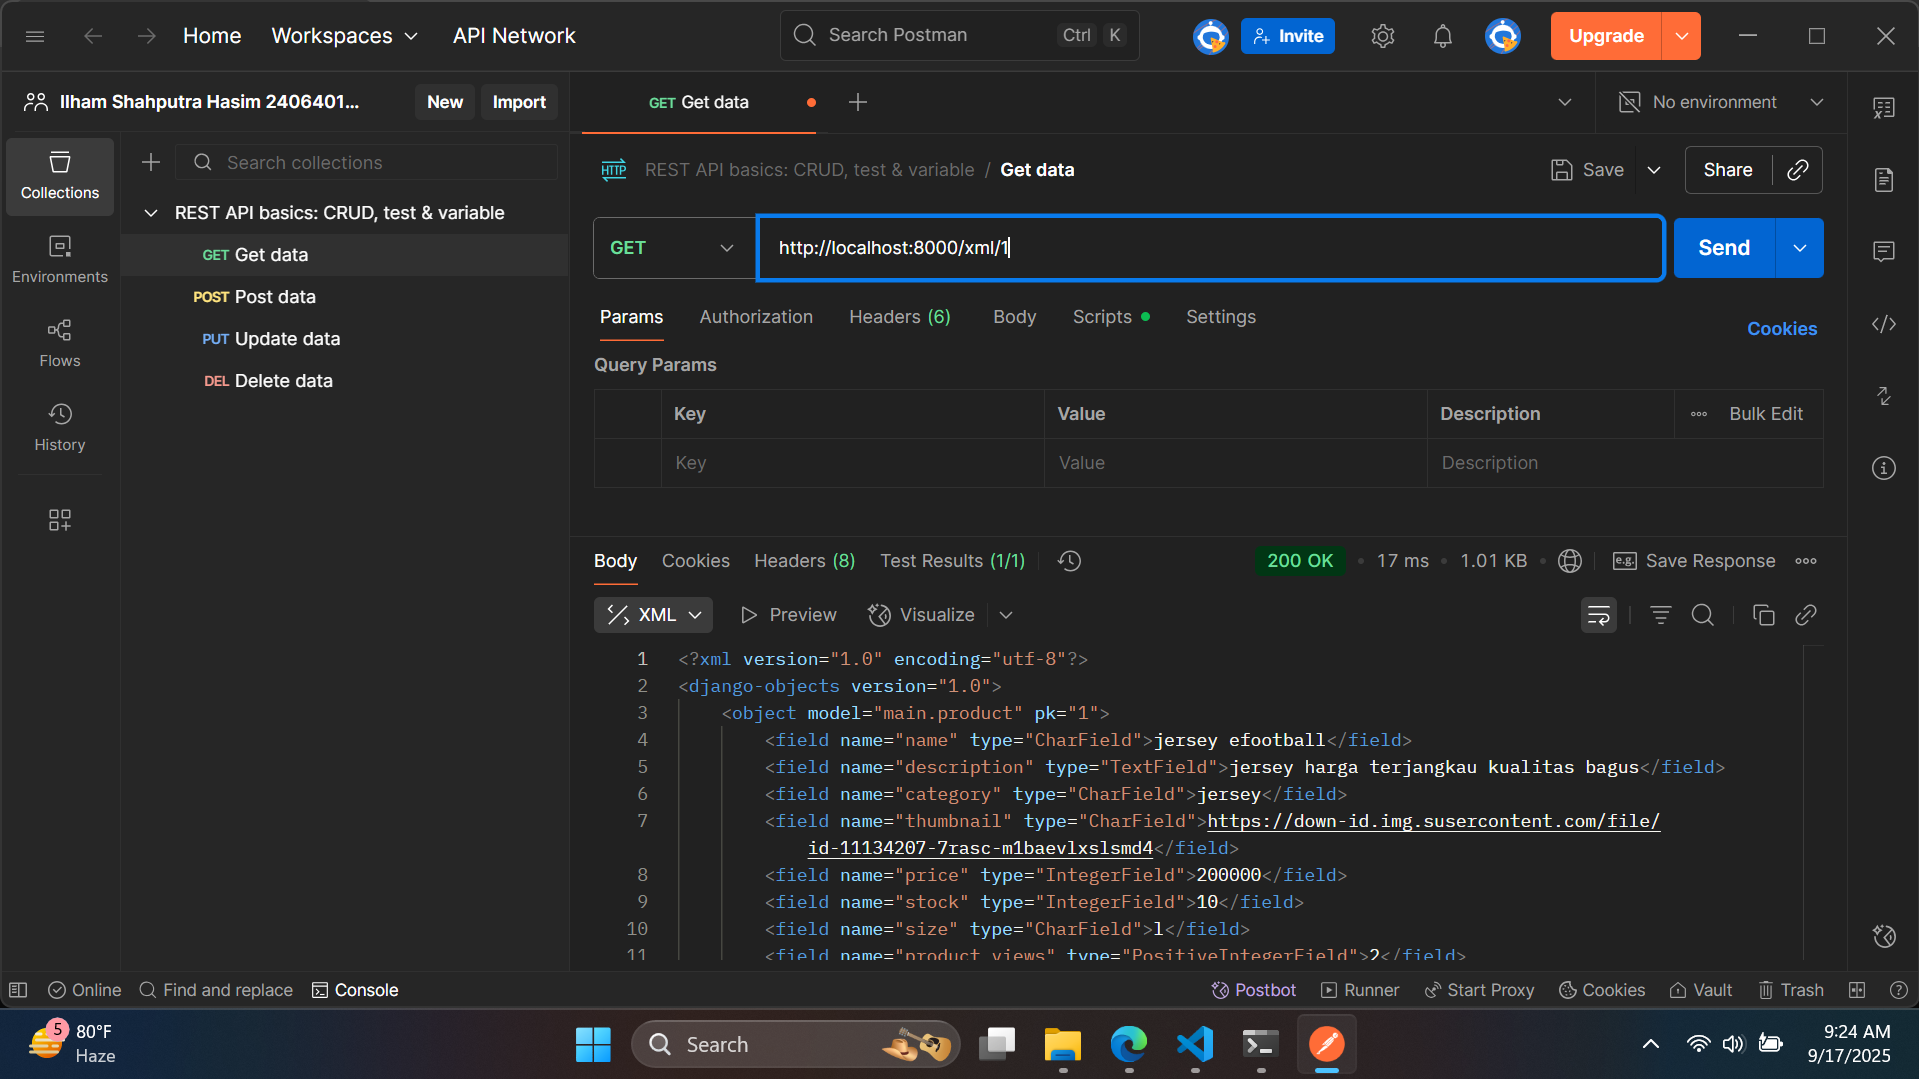 Home
Workspaces
API Network
Search Postman
Ctrl K
Invite
Upgrade
Ilham Shahputra Hasim 2406401...
New
Import
GET Get data
No environment
Collections
Environments
Flows
History
Search collections
REST API basics: CRUD, test & variable
GET Get data
POST Post data
PUT Update data
DEL Delete data
HTTP REST API basics: CRUD, test & variable / Get data
Save
Share
GET
http://localhost:8000/xml/1
Send
Params
Authorization
Headers (6)
Body
Scripts
Settings
Cookies
Query Params
Key Value Description Bulk Edit
Key Value Description
Body
Cookies
Headers (8)
Test Results (1/1)
200 OK • 17 ms • 1.01 KB •
e.g. Save Response
XML
Preview
Visualize
1 <?xml version="1.0" encoding="utf-8"?>
2 <django-objects version="1.0">
3 <object model="main.product" pk="1">
4 <field name="name" type="CharField">jersey efootball</field>
5 <field name="description" type="TextField">jersey harga terjangkau kualitas bagus</field>
6 <field name="category" type="CharField">jersey</field>
7 <field name="thumbnail" type="CharField">https://down-id.img.susercontent.com/file/
id-11134207-7rasc-m1baevlxslsmd4</field>
8 <field name="price" type="IntegerField">200000</field>
9 <field name="stock" type="IntegerField">10</field>
10 <field name="size" type="CharField">l</field>
11 <field name="product_views" type="PositiveIntegerField">2</field>
Online
Find and replace
Console
Postbot
Runner
Start Proxy
Cookies
Vault
Trash
5
80°F
Haze
Search
9:24 AM
9/17/2025